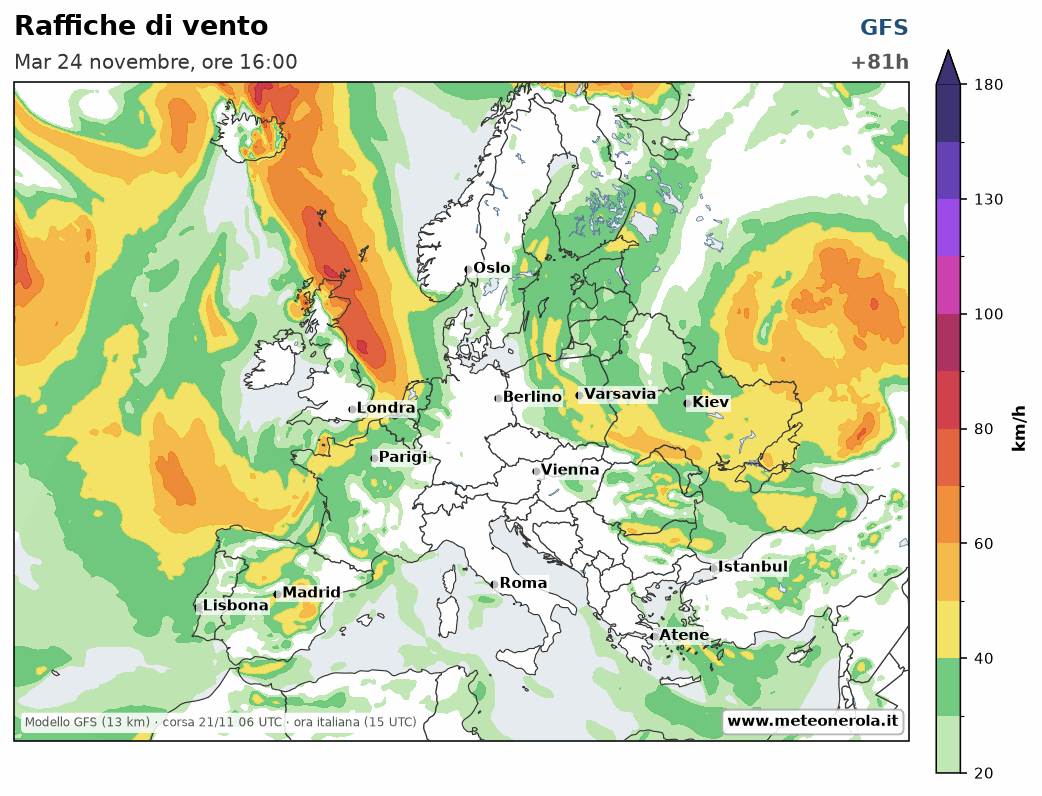 Raffiche di vento
GFS
Mar 24 novembre, ore 16:00
+81h
180
130
100
80
60
40
20
km/h
Oslo
Berlino
Varsavia
Kiev
Londra
Parigi
Vienna
Istanbul
Roma
Madrid
Lisbona
Atene
Modello GFS (13 km) · corsa 21/11 06 UTC · ora italiana (15 UTC)
www.meteonerola.it